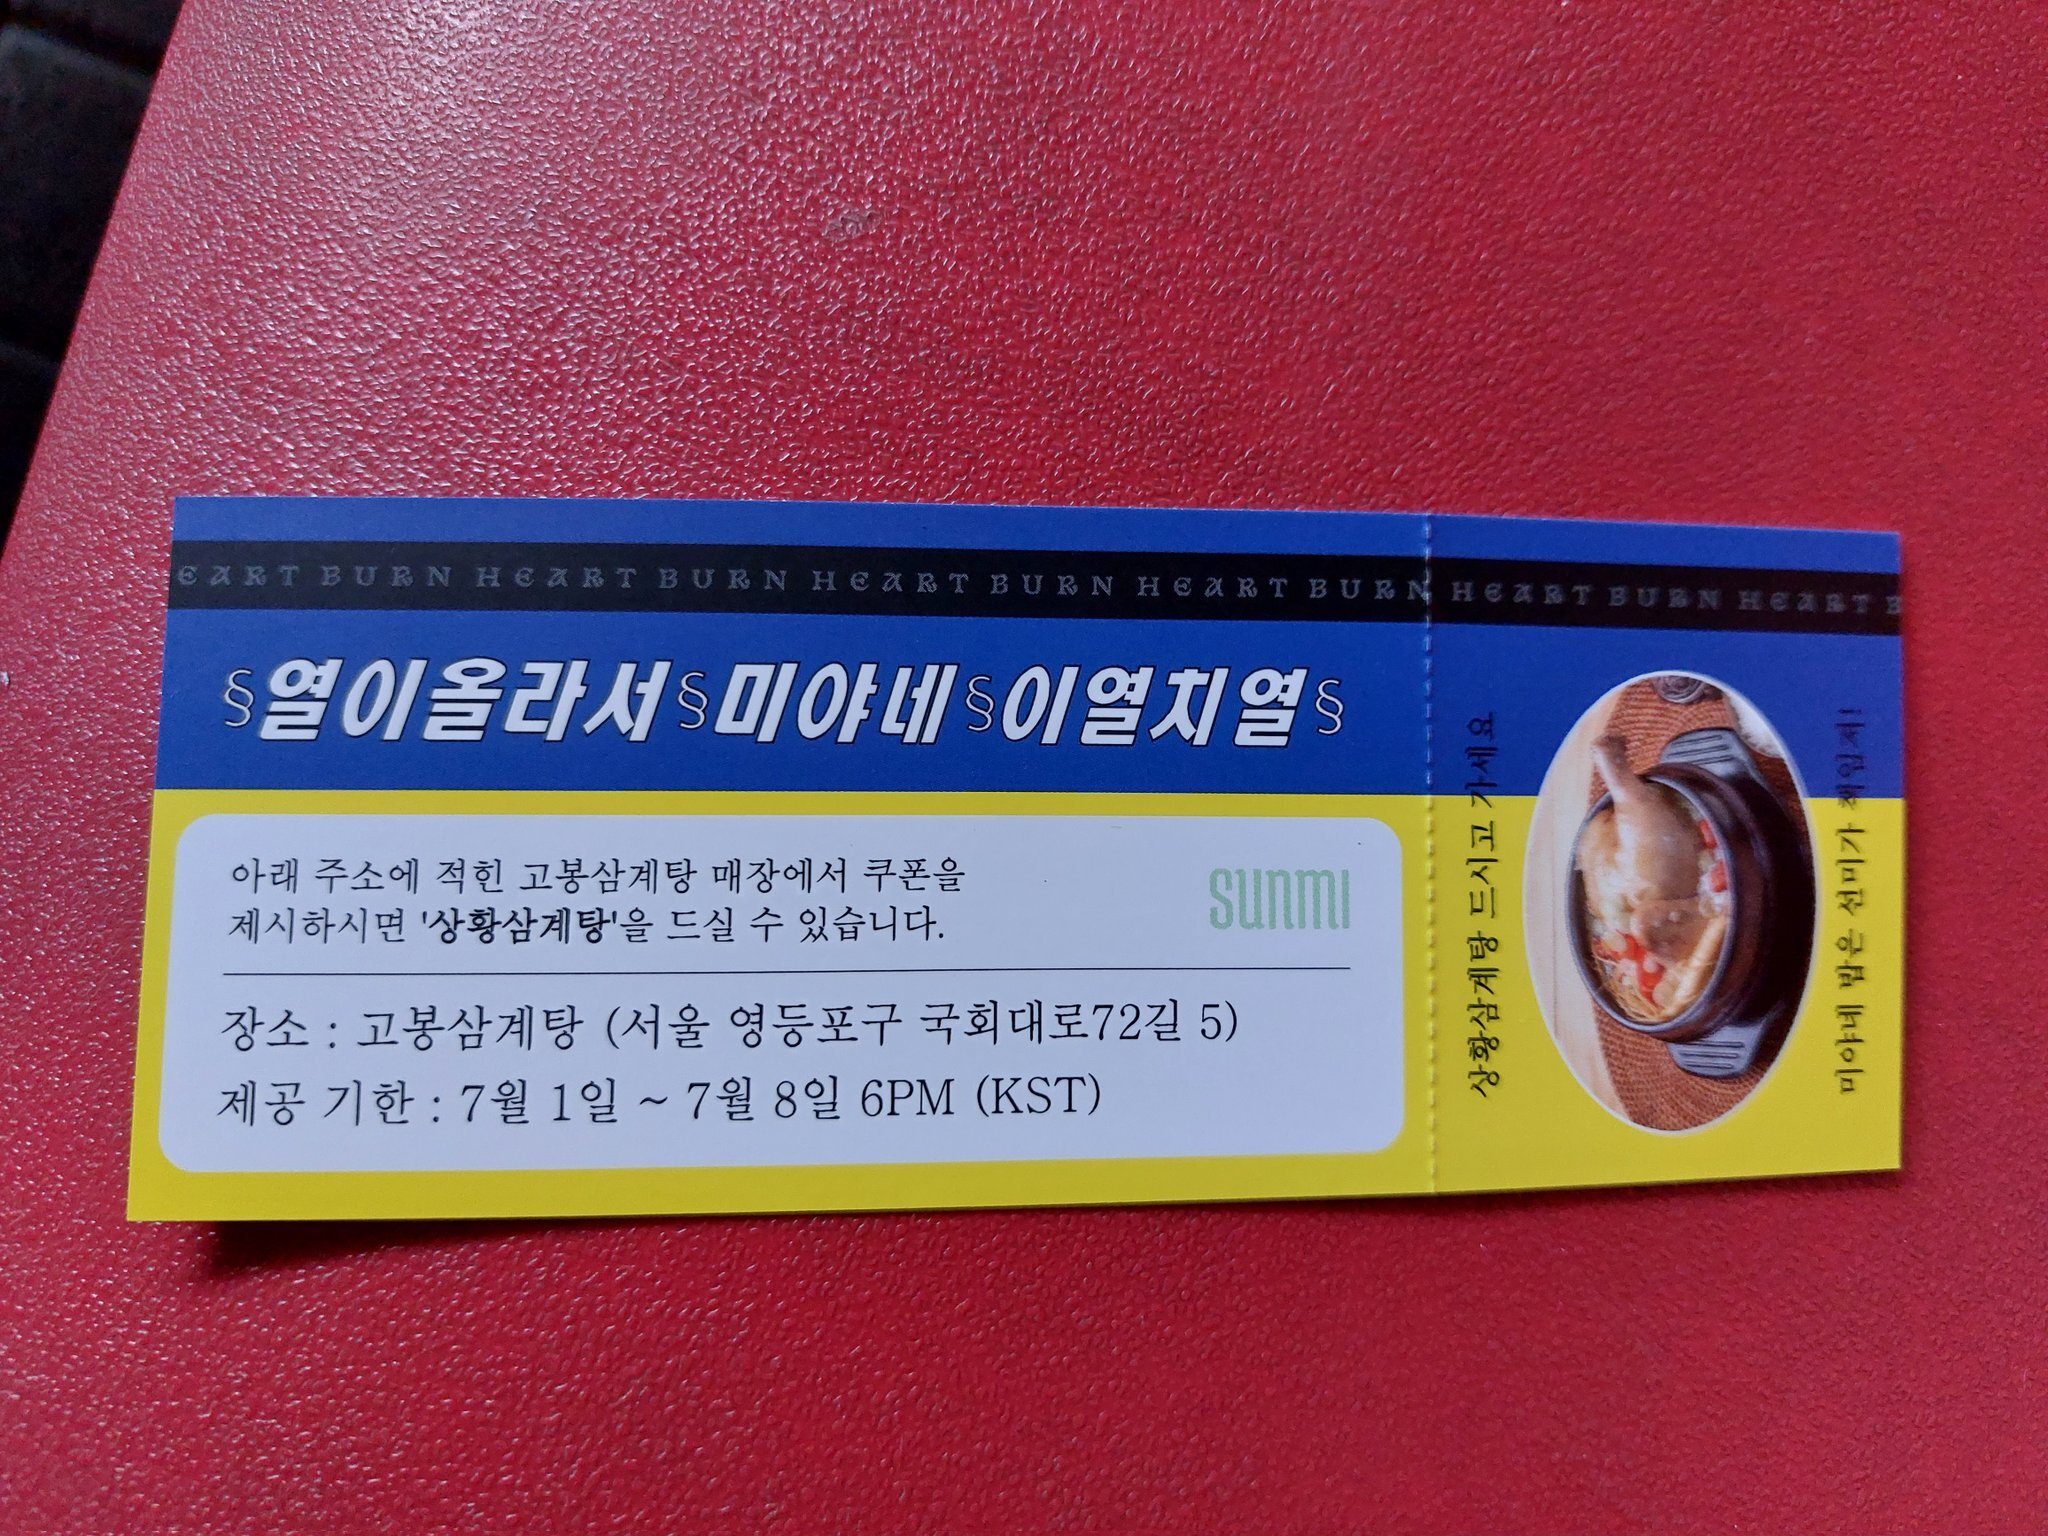 EART BURN HEART BURN HEART BURN HEART BURN HEART BURN HEART B
§열이올라서§미야네§이열치열§
아래 주소에 적힌 고봉삼계탕 매장에서 쿠폰을
제시하시면 '상황삼계탕'을 드실 수 있습니다.
sunmi
장소 : 고봉삼계탕 (서울 영등포구 국회대로72길 5)
제공 기한 : 7월 1일 ~ 7월 8일 6PM (KST)
상황삼계탕 드시고 가세요
미야네 밥은 선미가 책임져!